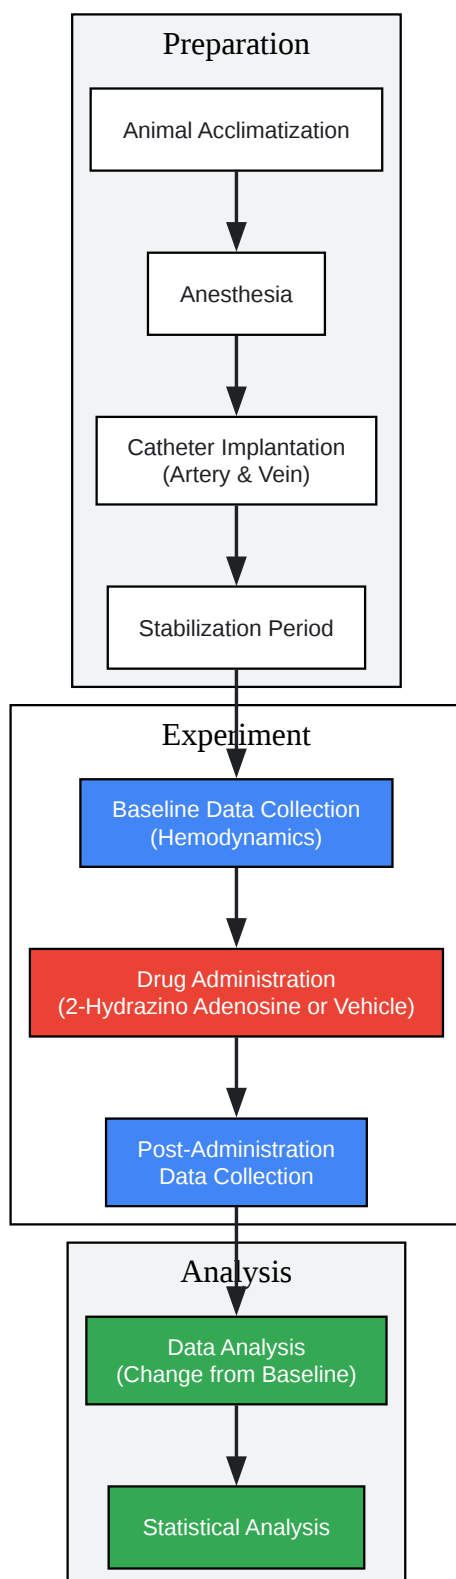 Preparation
Animal Acclimatization
Anesthesia
Catheter Implantation
(Artery & Vein)
Stabilization Period
Experiment
Baseline Data Collection
(Hemodynamics)
Drug Administration
(2-Hydrazino Adenosine or Vehicle)
Post-Administration
Data Collection
Analysis
Data Analysis
(Change from Baseline)
Statistical Analysis